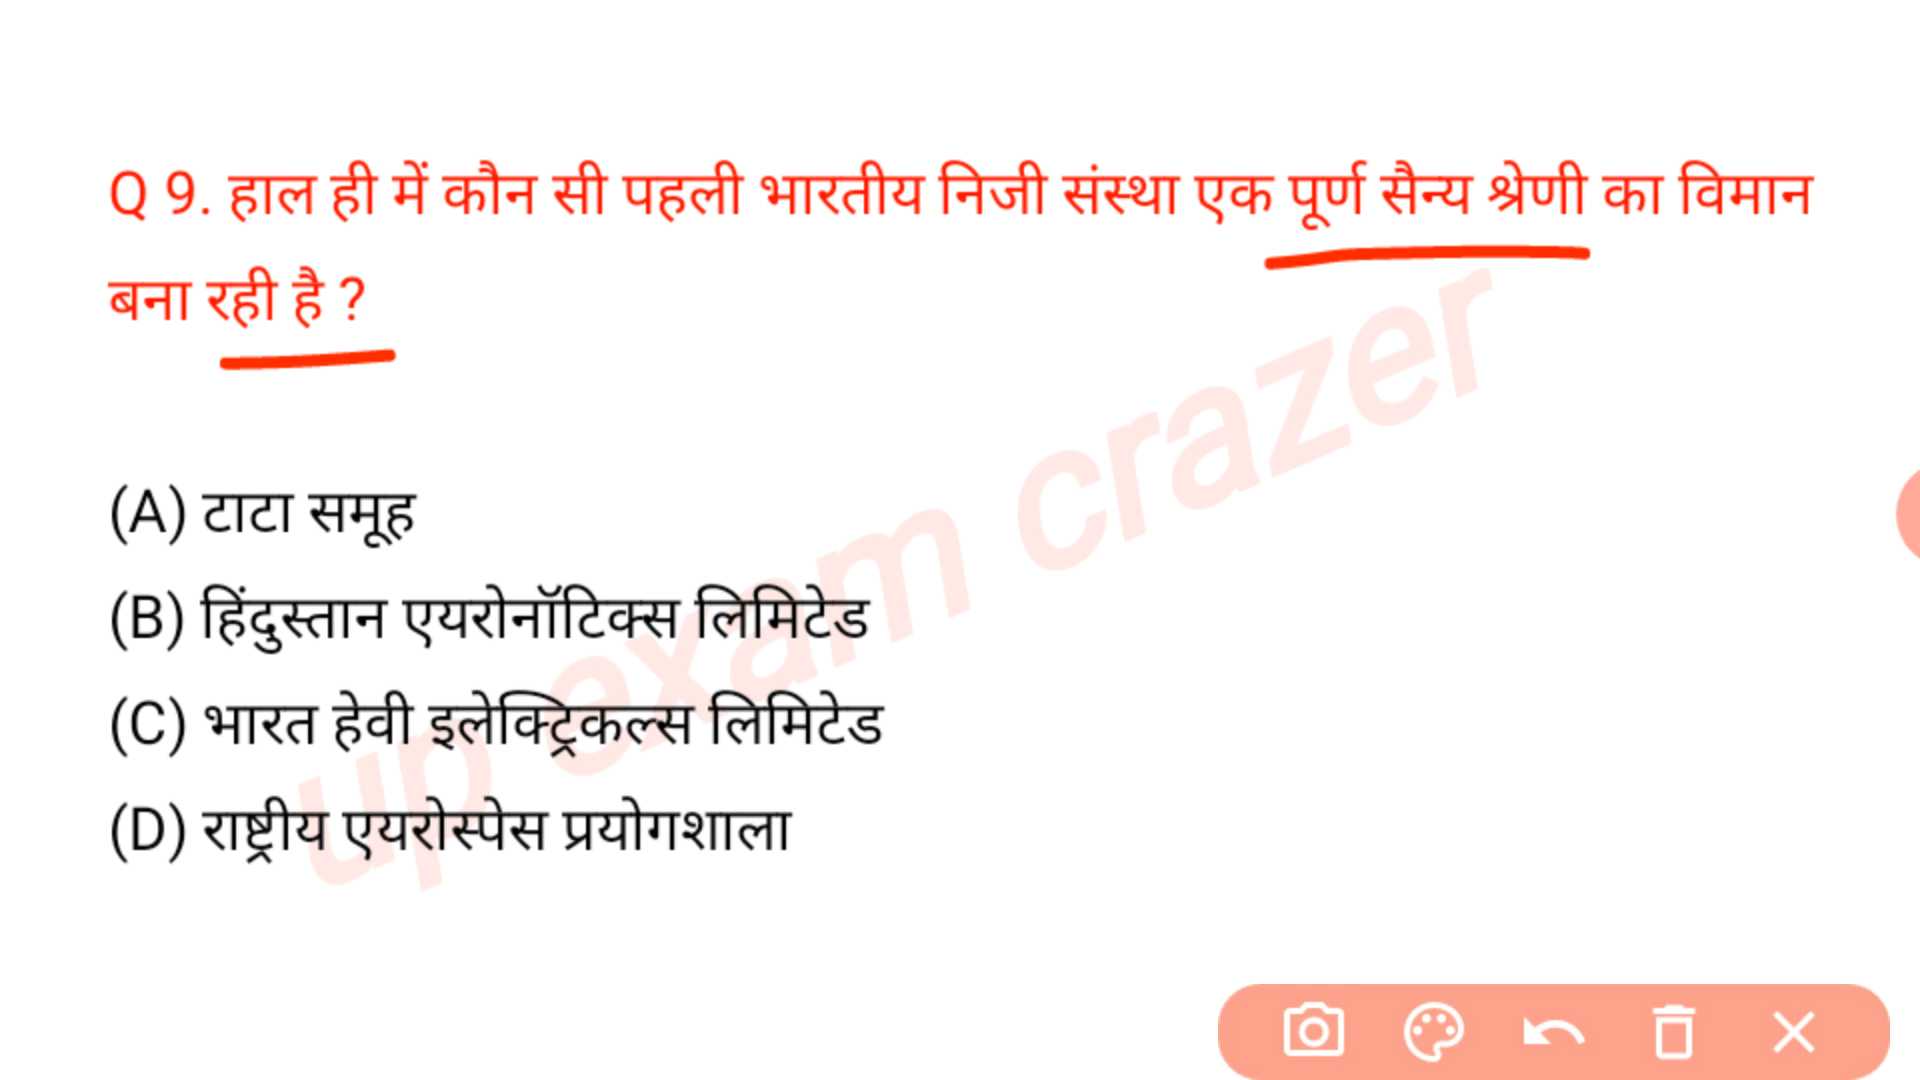 Q 9. हाल ही में कौन सी पहली भारतीय निजी संस्था एक पूर्ण सैन्य श्रेणी का विमान
बना रही है ?
(A) टाटा समूह
(B) हिंदुस्तान एयरोनॉटिक्स लिमिटेड
(C) भारत हेवी इलेक्ट्रिकल्स लिमिटेड
(D) राष्ट्रीय एयरोस्पेस प्रयोगशाला
up exam crazer